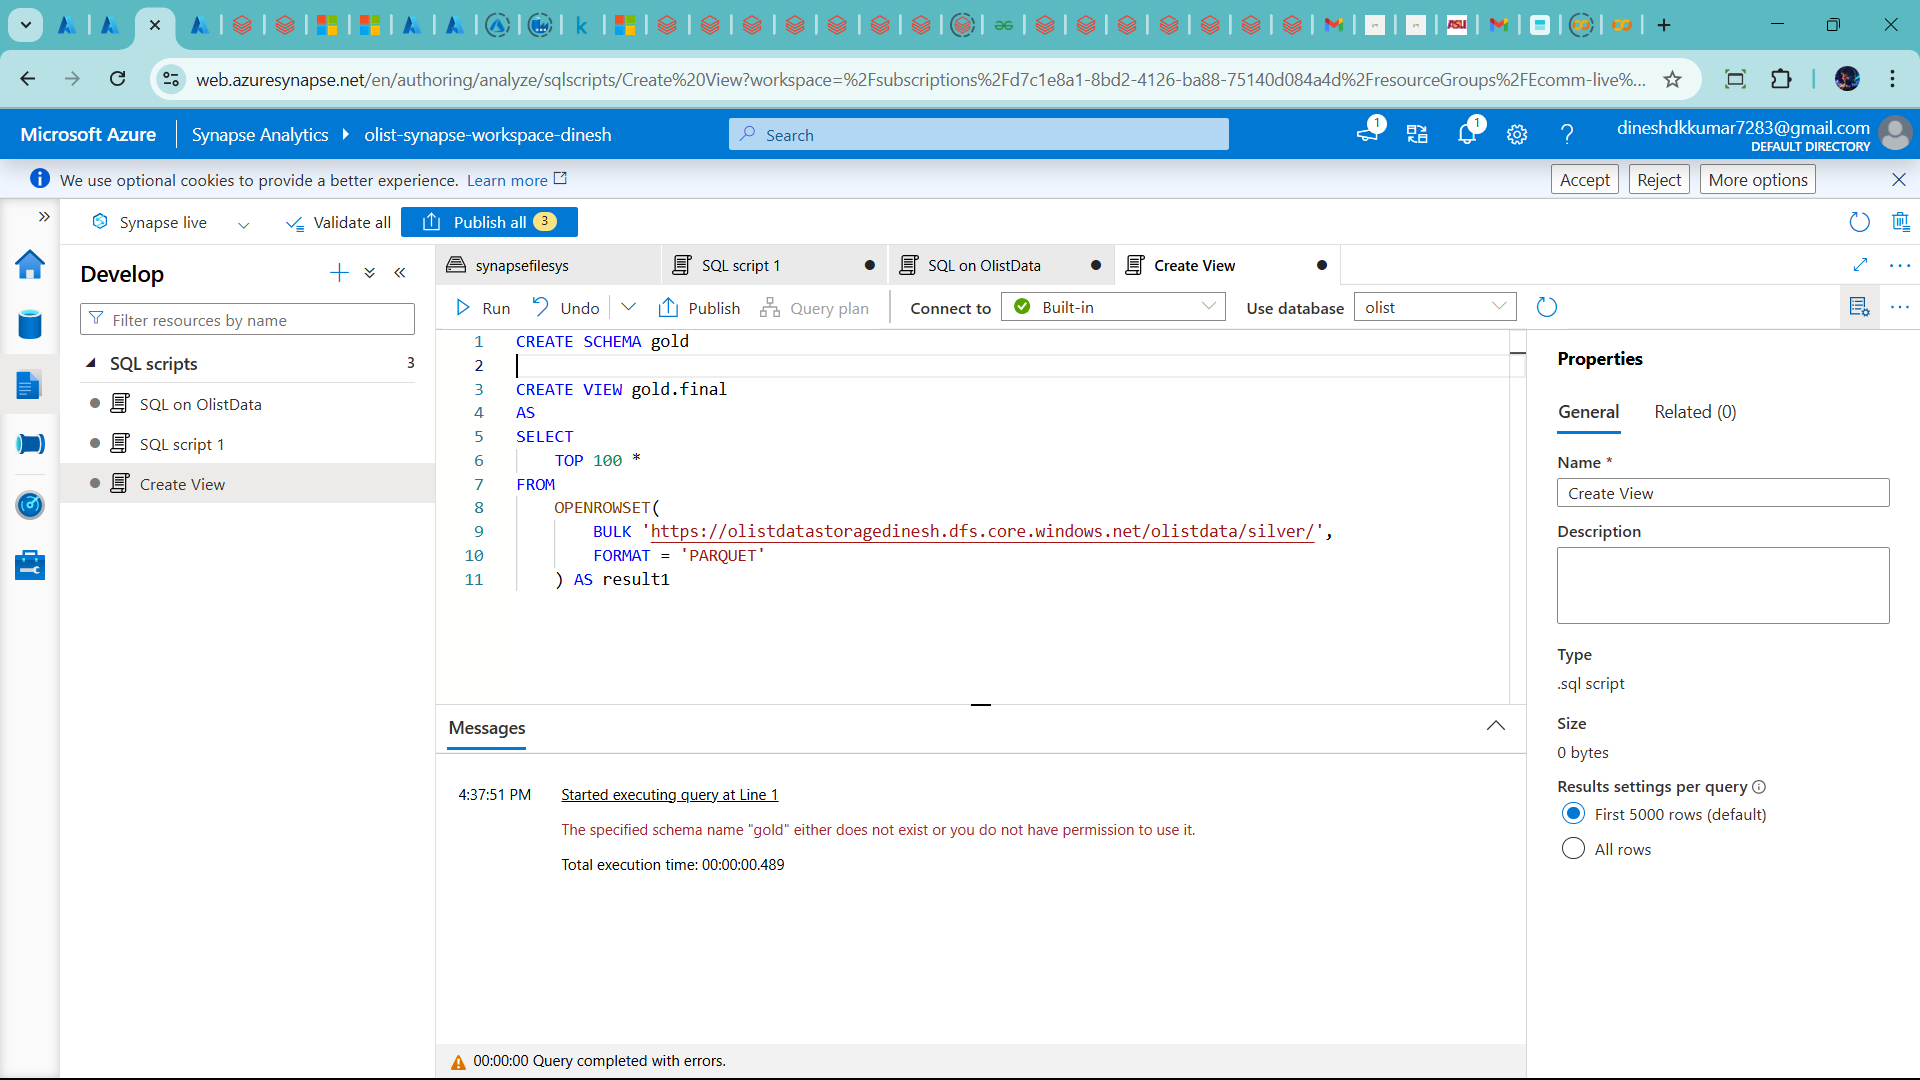 web.azuresynapse.net/en/authoring/analyze/sqlscripts/Create%20View?workspace=%2Fsubscriptions%2Fd7c1e8a1-8bd2-4126-ba88-75140d084a4d%2FresourceGroups%2FEcomm-live%...
Microsoft Azure
Synapse Analytics
olist-synapse-workspace-dinesh
Search
1
1
dineshdkkumar7283@gmail.com
DEFAULT DIRECTORY
We use optional cookies to provide a better experience. Learn more
Accept
Reject
More options
Synapse live
Validate all
Publish all 3
Develop
Filter resources by name
SQL scripts 3
SQL on OlistData
SQL script 1
Create View
synapsefilesys
SQL script 1
SQL on OlistData
Create View
Run
Undo
Publish
Query plan
Connect to
Built-in
Use database
olist
1 CREATE SCHEMA gold
2
3 CREATE VIEW gold.final
4 AS
5 SELECT
6 TOP 100 *
7 FROM
8 OPENROWSET(
9 BULK 'https://olistdatastoragedinesh.dfs.core.windows.net/olistdata/silver/',
10 FORMAT = 'PARQUET'
11 ) AS result1
Messages
4:37:51 PM
Started executing query at Line 1
The specified schema name "gold" either does not exist or you do not have permission to use it.
Total execution time: 00:00:00.489
00:00:00 Query completed with errors.
Properties
General
Related (0)
Name *
Create View
Description
Type
.sql script
Size
0 bytes
Results settings per query
First 5000 rows (default)
All rows